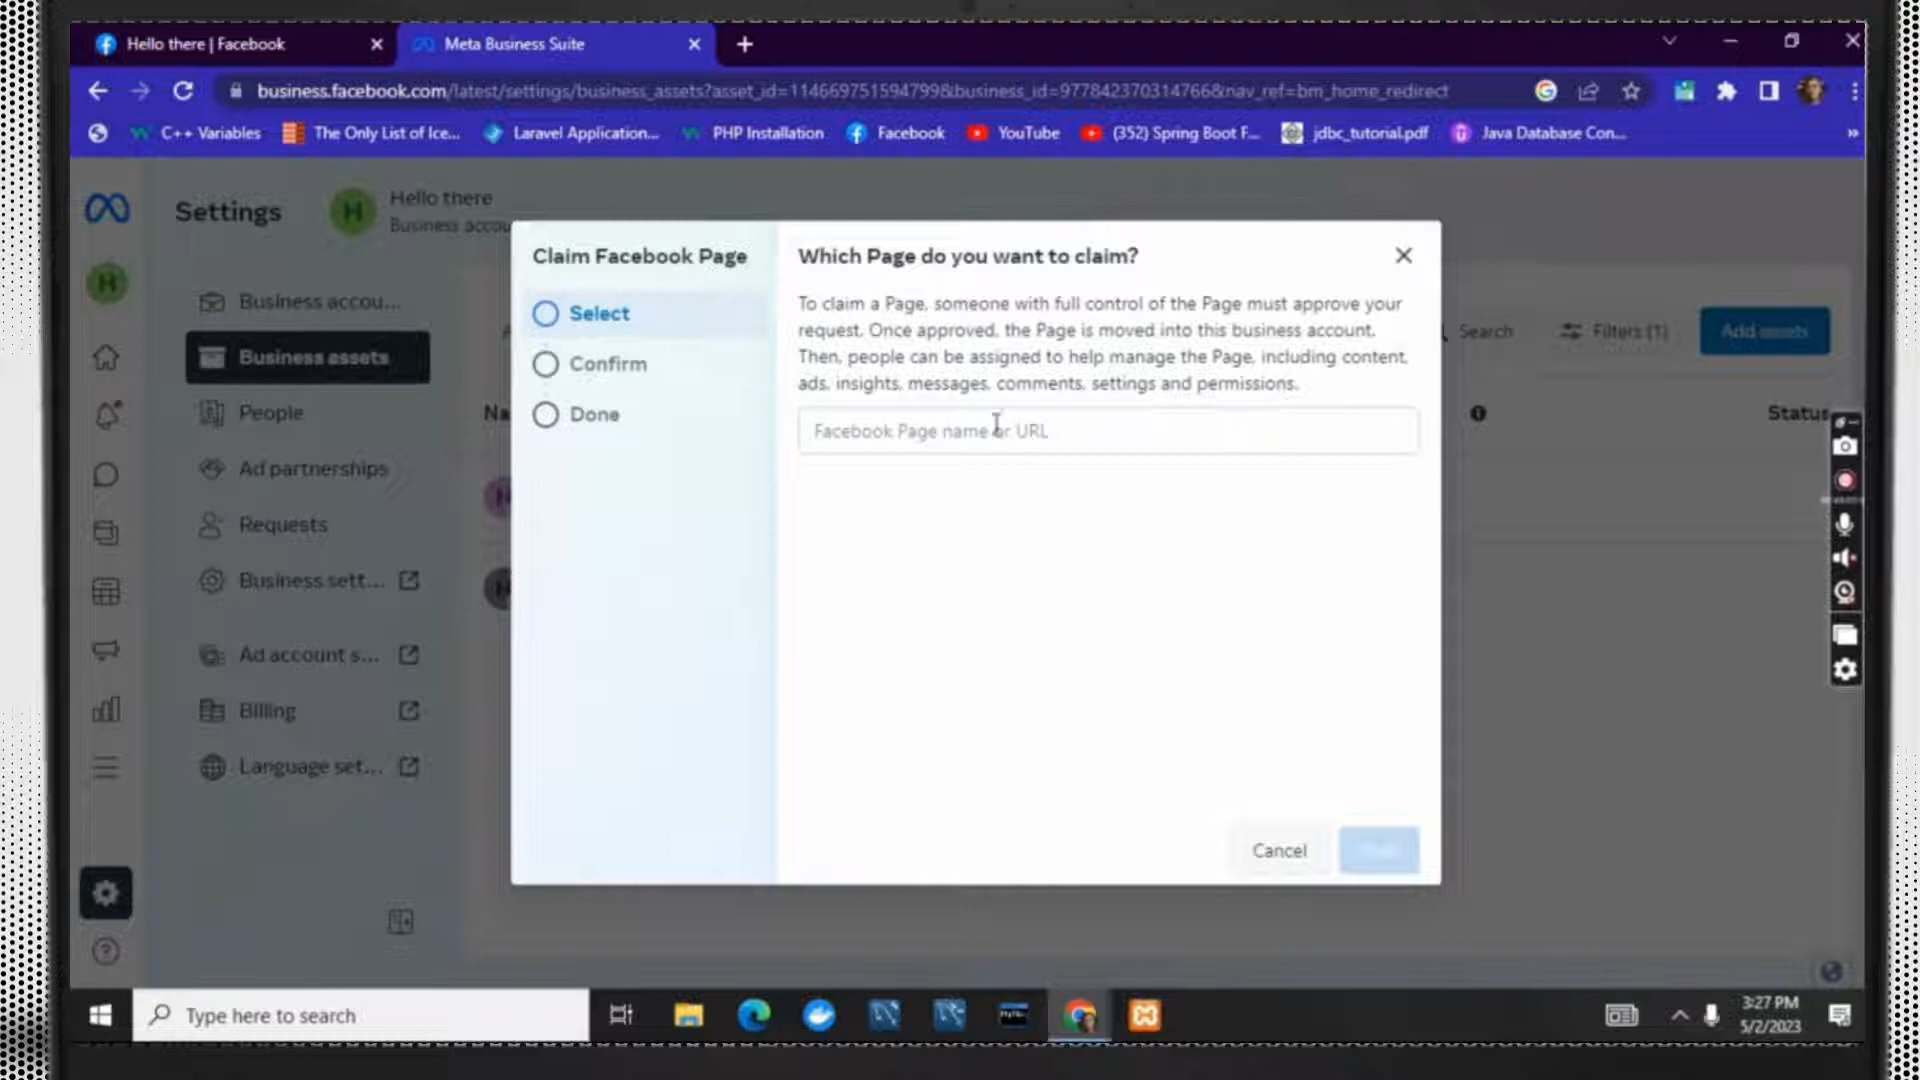 Hello there | Facebook
Meta Business Suite
business.facebook.com/latest/settings/business_assets?asset_id=114669751594799&business_id=977842370314766&nav_ref=bm_home_redirect
C++ Variables
The Only List of Ice...
Laravel Application...
PHP Installation
Facebook
YouTube
(352) Spring Boot F...
jdbc_tutorial.pdf
Java Database Con...
»
Settings
H
Hello there
Business accou
H
Business accou...
Business assets
People
Ad partnerships
Requests
Business sett...
Ad account s...
Billing
Language set...
Na
Search
Filters (1)
Add assets
Status
Claim Facebook Page
Select
Confirm
Done
Which Page do you want to claim?
To claim a Page, someone with full control of the Page must approve your
request. Once approved, the Page is moved into this business account.
Then, people can be assigned to help manage the Page, including content,
ads, insights, messages, comments, settings and permissions.
Facebook Page name or URL
Cancel
Type here to search
3:27 PM
5/2/2023